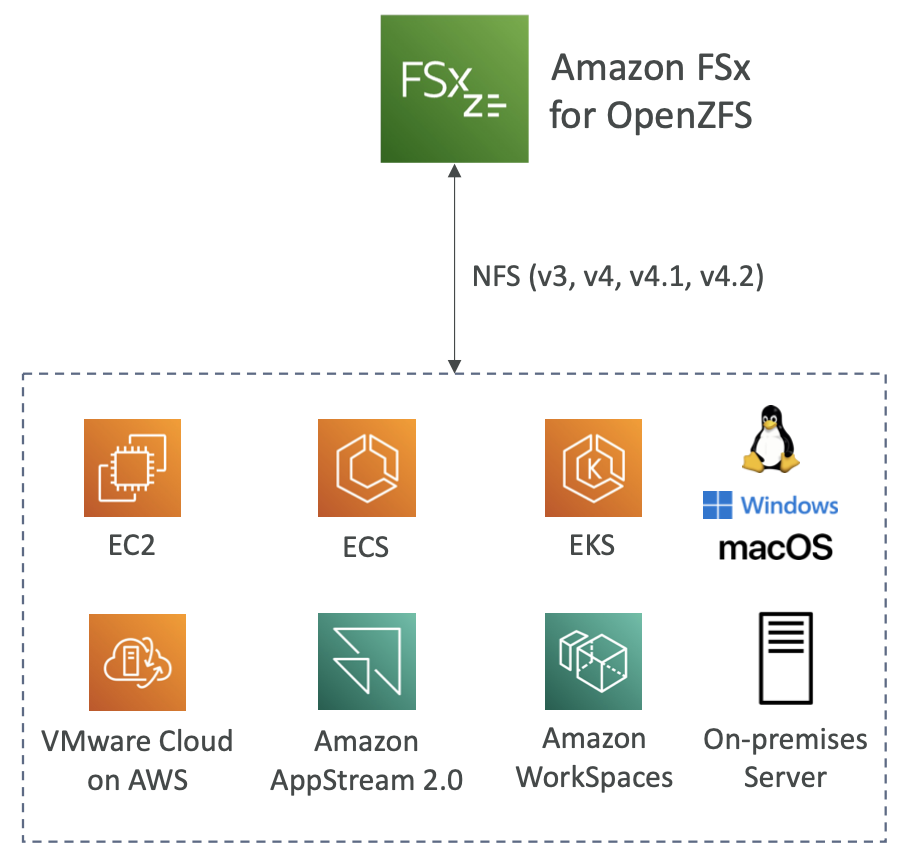 FSx
Z
Amazon FSx
for OpenZFS
NFS (v3, v4, v4.1, v4.2)
EC2
ECS
K
EKS
Windows
macOS
VMware Cloud
on AWS
Amazon
AppStream 2.0
Amazon
WorkSpaces
On-premises
Server